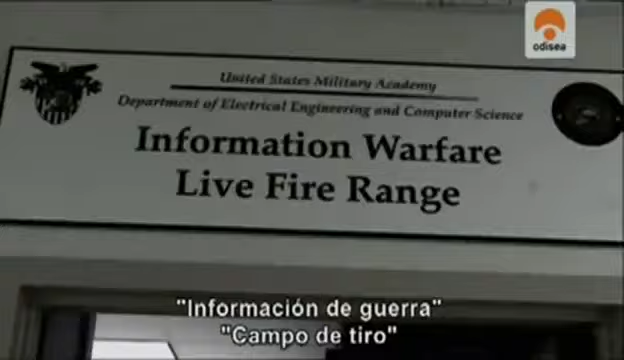 odisea
United States Military Academy
Department of Electrical Engineering and Computer Science
Information Warfare
Live Fire Range
"Información de guerra"
"Campo de tiro"